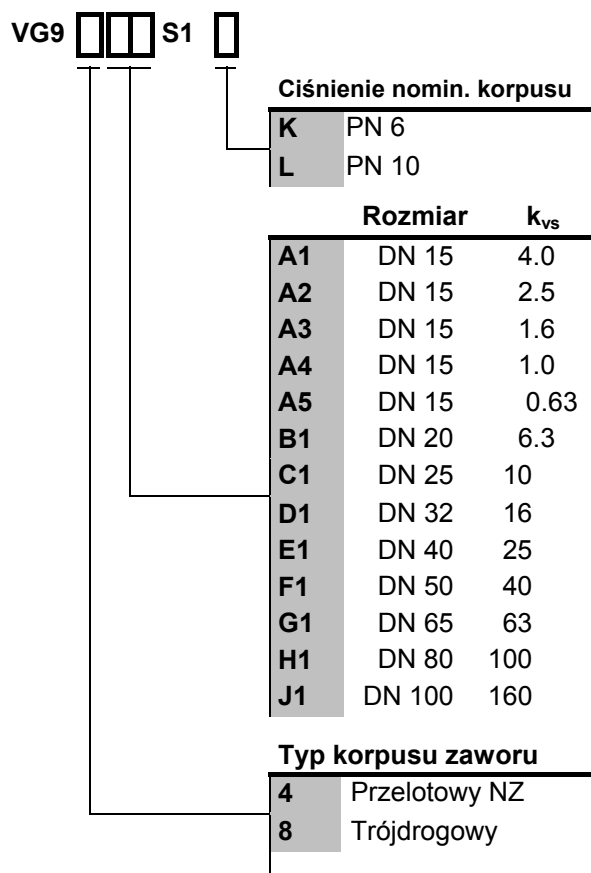 VG9 S1
Ciśnienie nomin. korpusu
K PN 6
L PN 10
Rozmiar kvs
A1 DN 15 4.0
A2 DN 15 2.5
A3 DN 15 1.6
A4 DN 15 1.0
A5 DN 15 0.63
B1 DN 20 6.3
C1 DN 25 10
D1 DN 32 16
E1 DN 40 25
F1 DN 50 40
G1 DN 65 63
H1 DN 80 100
J1 DN 100 160
Typ korpusu zaworu
4 Przelotowy NZ
8 Trójdrogowy